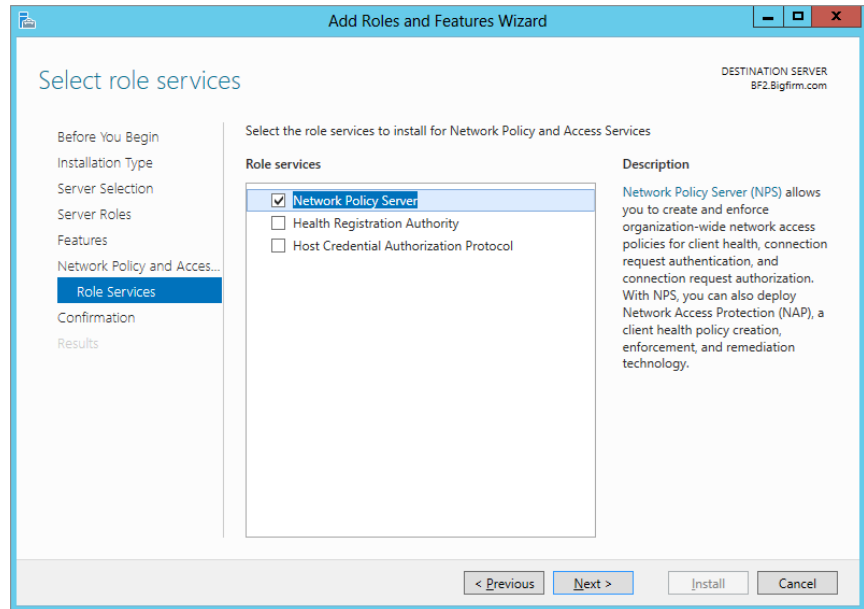 Add Roles and Features Wizard
x
Select role services
DESTINATION SERVER
BF2.Bigfirm.com
Before You Begin
Installation Type
Server Selection
Server Roles
Features
Network Policy and Acces...
Role Services
Confirmation
Results
Select the role services to install for Network Policy and Access Services
Role services
Network Policy Server
Health Registration Authority
Host Credential Authorization Protocol
Description
Network Policy Server (NPS) allows
you to create and enforce
organization-wide network access
policies for client health, connection
request authentication, and
connection request authorization.
With NPS, you can also deploy
Network Access Protection (NAP), a
client health policy creation,
enforcement, and remediation
technology.
< Previous
Next >
Install
Cancel